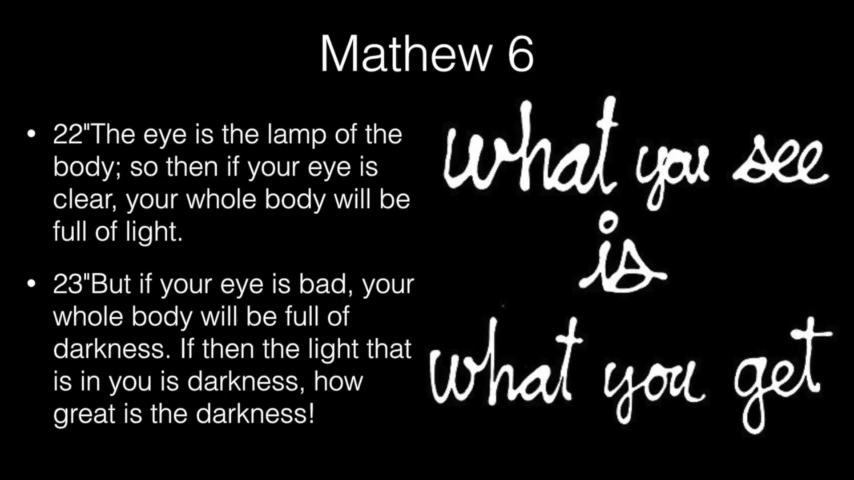 Mathew 6
• 22"The eye is the lamp of the
body; so then if your eye is
clear, your whole body will be
full of light.
• 23"But if your eye is bad, your
whole body will be full of
darkness. If then the light that
is in you is darkness, how
great is the darkness!
what you see
is
what you get